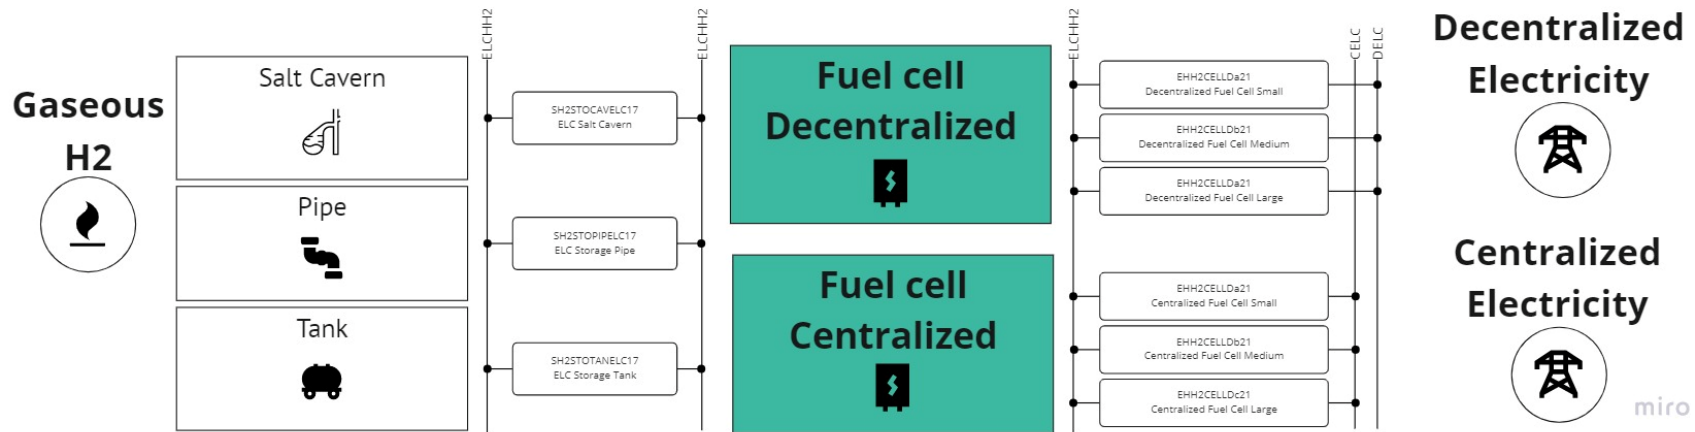 Gaseous
H2
Salt Cavern
Pipe
Tank
ELCHH2
SH2STOCAVELC17
ELC Salt Cavern
SH2STOPIPELC17
ELC Storage Pipe
SH2STOTANELC17
ELC Storage Tank
ELCHH2
Fuel cell
Decentralized
Fuel cell
Centralized
ELCHH2
EHH2CELLDa21
Decentralized Fuel Cell Small
EHH2CELLDb21
Decentralized Fuel Cell Medium
EHH2CELLDa21
Decentralized Fuel Cell Large
EHH2CELLDa21
Centralized Fuel Cell Small
EHH2CELLDb21
Centralized Fuel Cell Medium
EHH2CELLDc21
Centralized Fuel Cell Large
CELC
DELC
Decentralized
Electricity
Centralized
Electricity
miro